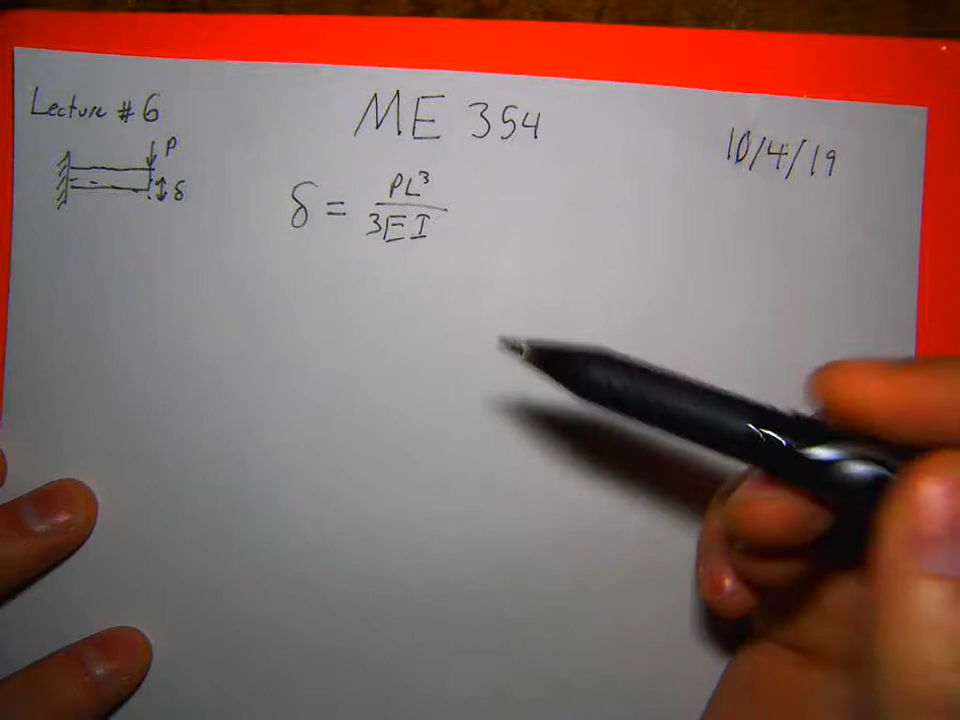 Lecture #6
ME 354
10/4/19
P
δ
δ = PL³ / 3EI